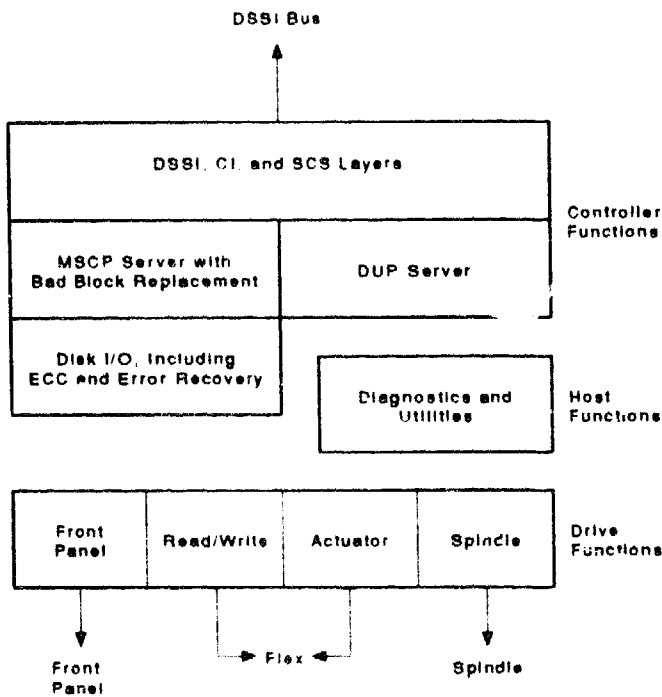 DSSI Bus
DSSI, CI, and SCS Layers
Controller
Functions
MSCP Server with
Bad Block Replacement
DUP Server
Disk I/O, Including
ECC and Error Recovery
Diagnostics and
Utilities
Host
Functions
Front
Panel
Read/Write
Actuator
Spindle
Drive
Functions
Flex
Front
Panel
Spindle